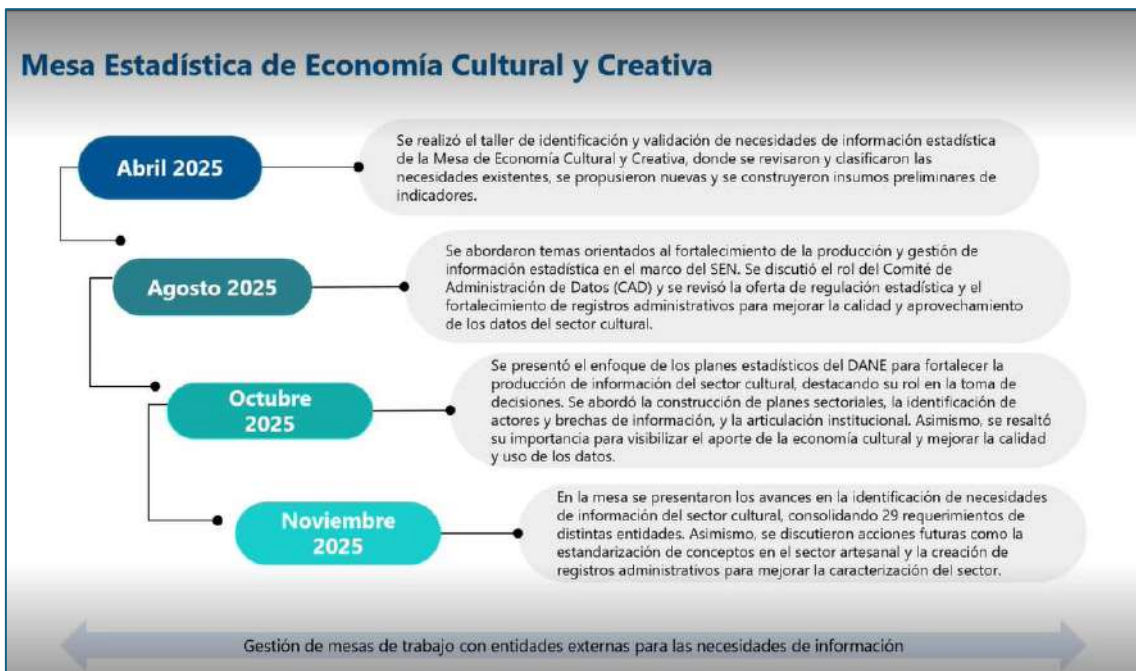 Mesa Estadística de Economía Cultural y Creativa
Abril 2025
Se realizó el taller de identificación y validación de necesidades de información estadística
de la Mesa de Economía Cultural y Creativa, donde se revisaron y clasificaron las
necesidades existentes, se propusieron nuevas y se construyeron insumos preliminares de
indicadores.
Agosto 2025
Se abordaron temas orientados al fortalecimiento de la producción y gestión de
información estadística en el marco del SEN. Se discutió el rol del Comité de
Administración de Datos (CAD) y se revisó la oferta de regulación estadística y el
fortalecimiento de registros administrativos para mejorar la calidad y aprovechamiento
de los datos del sector cultural.
Octubre
2025
Se presentó el enfoque de los planes estadísticos del DANE para fortalecer la
producción de información del sector cultural, destacando su rol en la toma de
decisiones. Se abordó la construcción de planes sectoriales, la identificación de
actores y brechas de información, y la articulación institucional. Asimismo, se resaltó
su importancia para visibilizar el aporte de la economía cultural y mejorar la calidad
y uso de los datos.
Noviembre
2025
En la mesa se presentaron los avances en la identificación de necesidades
de información del sector cultural, consolidando 29 requerimientos de
distintas entidades. Asimismo, se discutieron acciones futuras como la
estandarización de conceptos en el sector artesanal y la creación de
registros administrativos para mejorar la caracterización del sector.
Gestión de mesas de trabajo con entidades externas para las necesidades de información